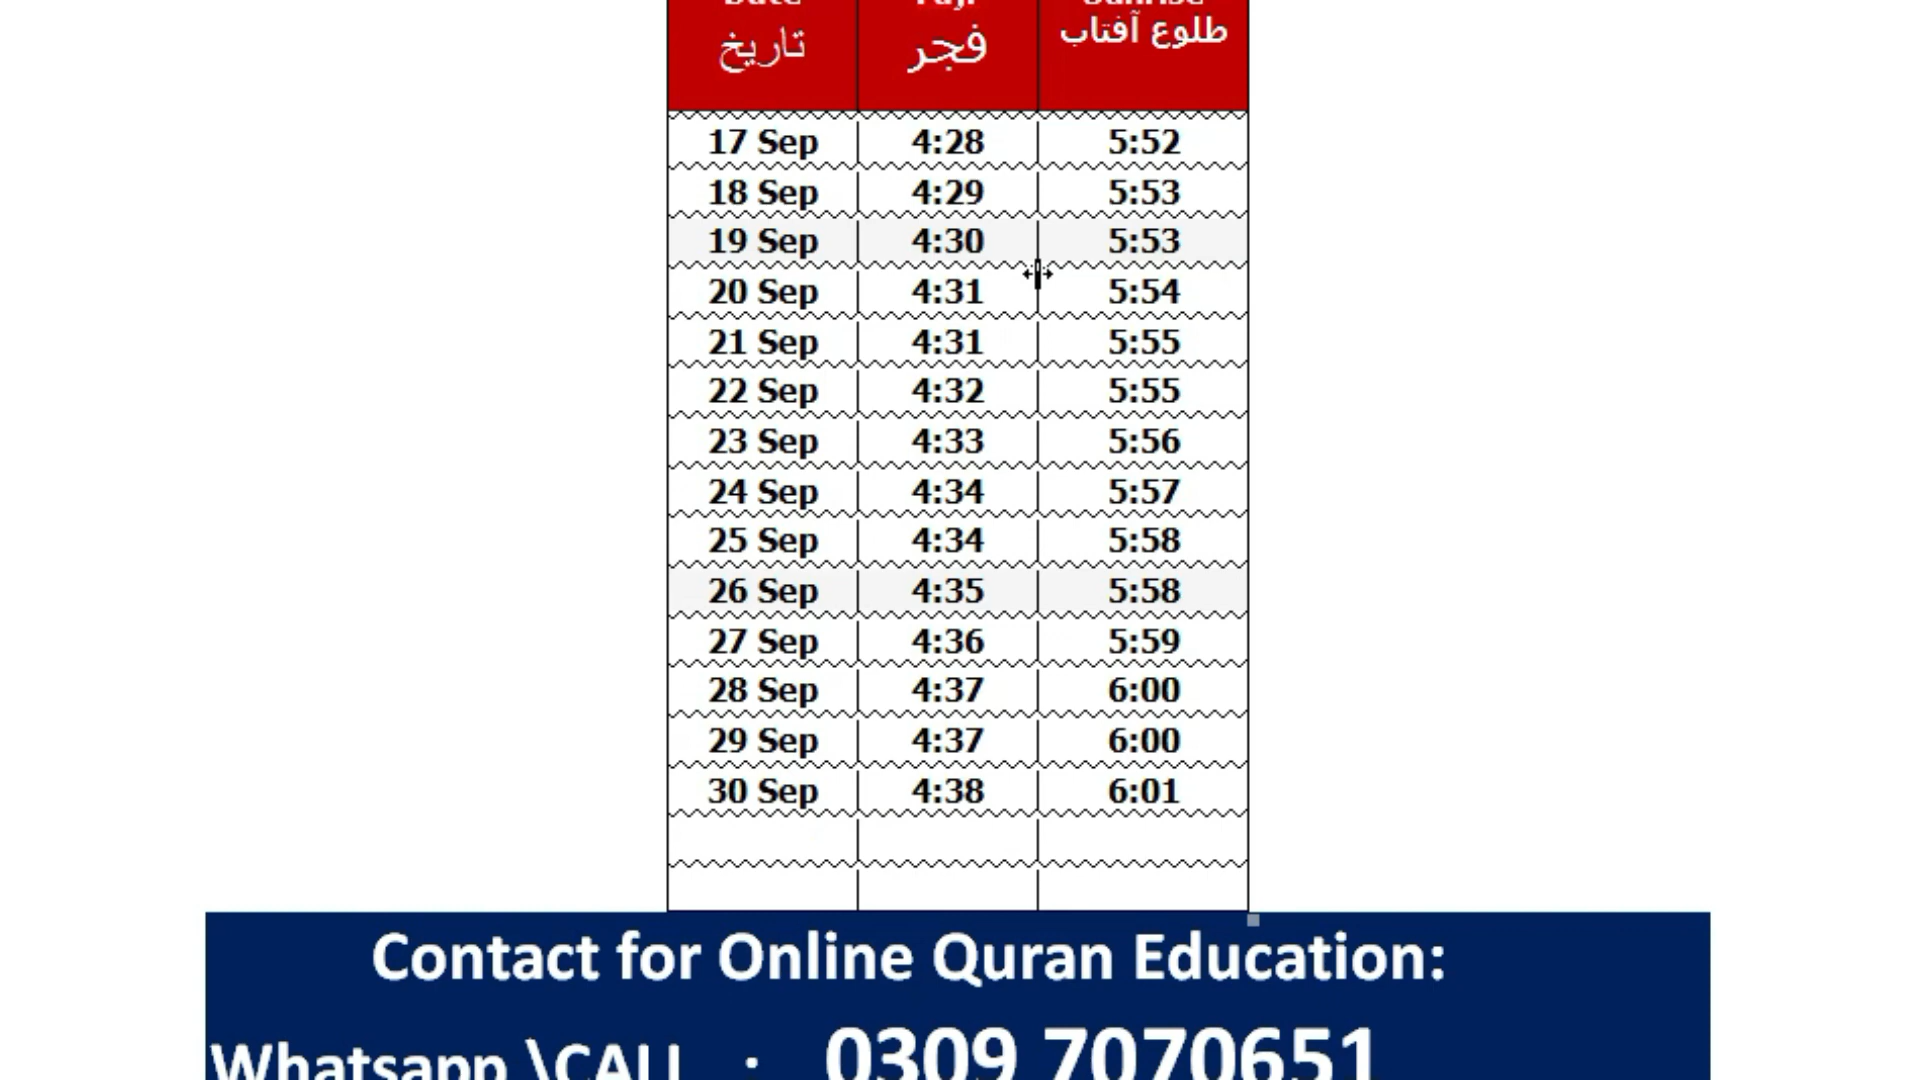 Date Fajr Sunrise
تاریخ فجر طلوع آفتاب
17 Sep 4:28 5:52
18 Sep 4:29 5:53
19 Sep 4:30 5:53
20 Sep 4:31 5:54
21 Sep 4:31 5:55
22 Sep 4:32 5:55
23 Sep 4:33 5:56
24 Sep 4:34 5:57
25 Sep 4:34 5:58
26 Sep 4:35 5:58
27 Sep 4:36 5:59
28 Sep 4:37 6:00
29 Sep 4:37 6:00
30 Sep 4:38 6:01
Contact for Online Quran Education:
Whatsapp \CALL : 0309 7070651